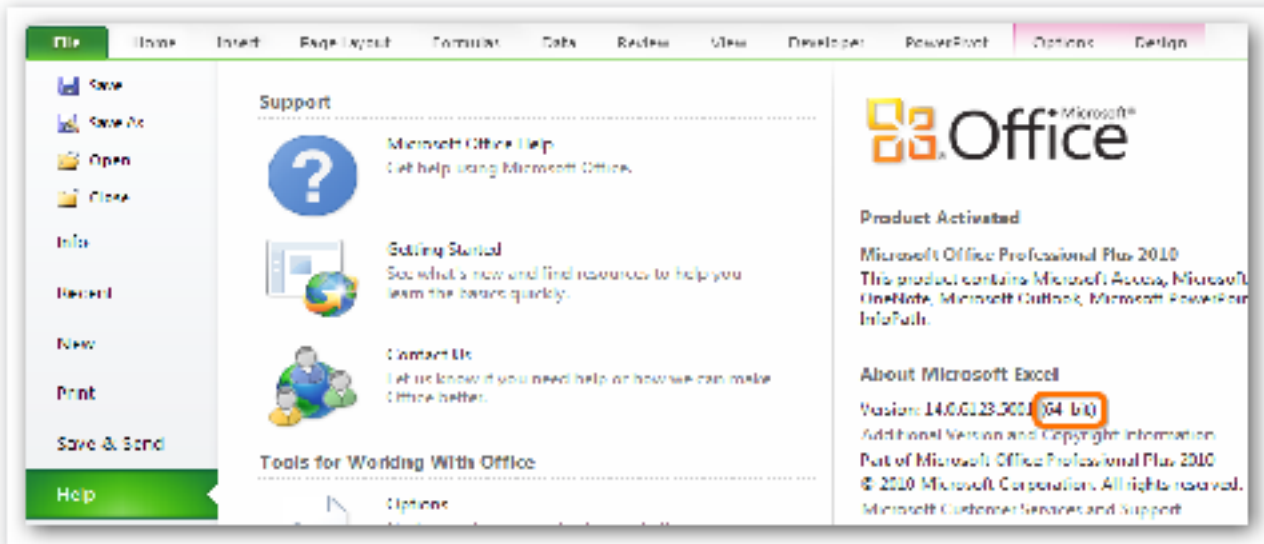 File Home Insert Page Layout Formulas Data Review View Developer PowerPivot Options Design
Save
Save As
Open
Close
Info
Recent
New
Print
Save & Send
Help
Support
Microsoft Office Help
Get help using Microsoft Office.
Getting Started
See what's new and find resources to help you
learn the basics quickly.
Contact Us
Let us know if you need help or how we can make
Office better.
Tools for Working With Office
Options
Microsoft®
Office
Product Activated
Microsoft Office Professional Plus 2010
This product contains Microsoft Access, Microsoft
OneNote, Microsoft Outlook, Microsoft PowerPoin
InfoPath.
About Microsoft Excel
Version: 14.0.6123.5001 (64-bit)
Additional Version and Copyright Information
Part of Microsoft Office Professional Plus 2010
© 2010 Microsoft Corporation. All rights reserved.
Microsoft Customer Services and Support